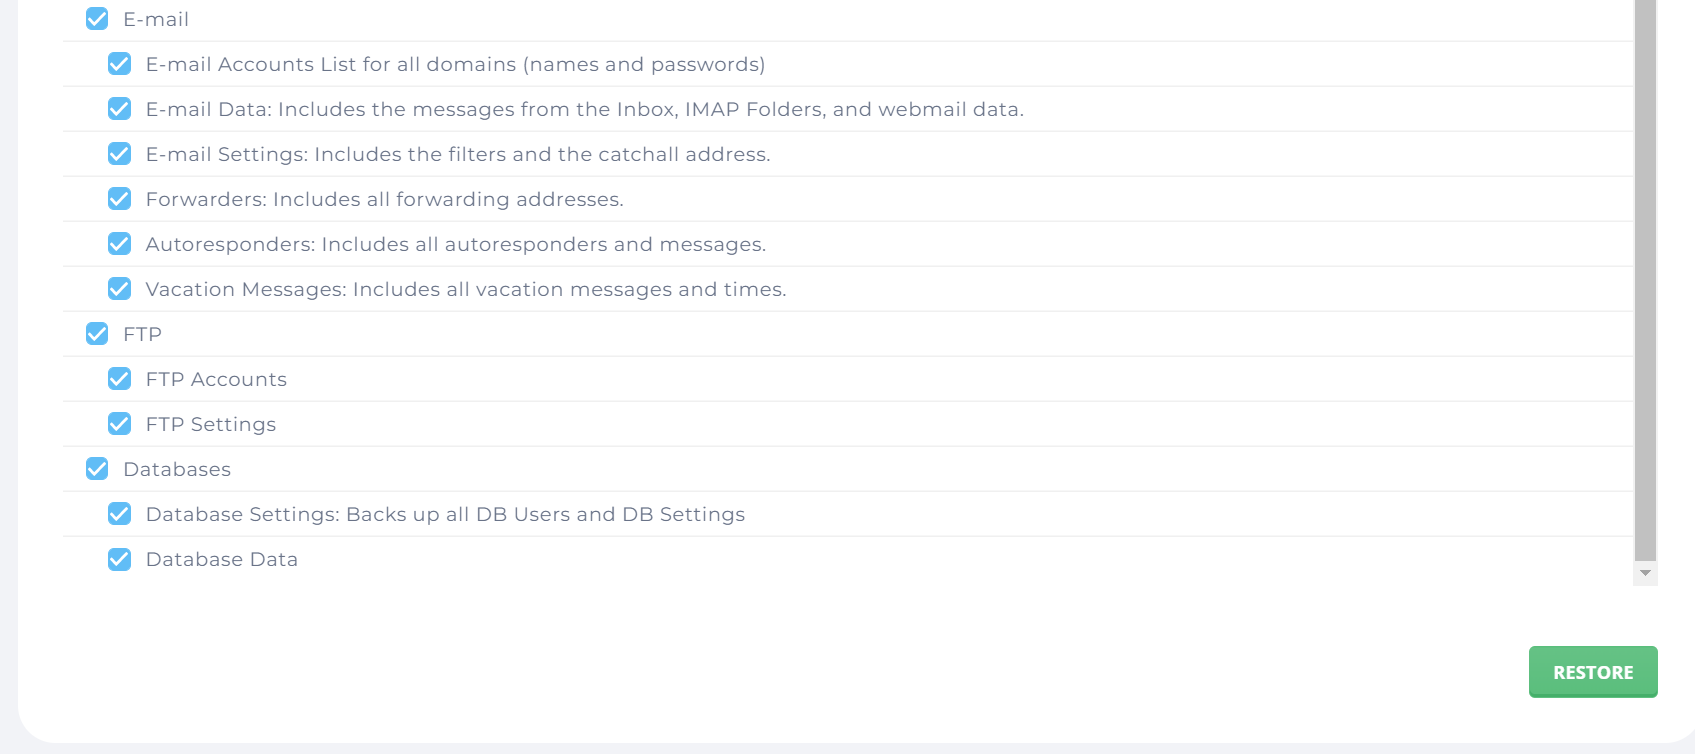 E-mail
E-mail Accounts List for all domains (names and passwords)
E-mail Data: Includes the messages from the Inbox, IMAP Folders, and webmail data.
E-mail Settings: Includes the filters and the catchall address.
Forwarders: Includes all forwarding addresses.
Autoresponders: Includes all autoresponders and messages.
Vacation Messages: Includes all vacation messages and times.
FTP
FTP Accounts
FTP Settings
Databases
Database Settings: Backs up all DB Users and DB Settings
Database Data
RESTORE